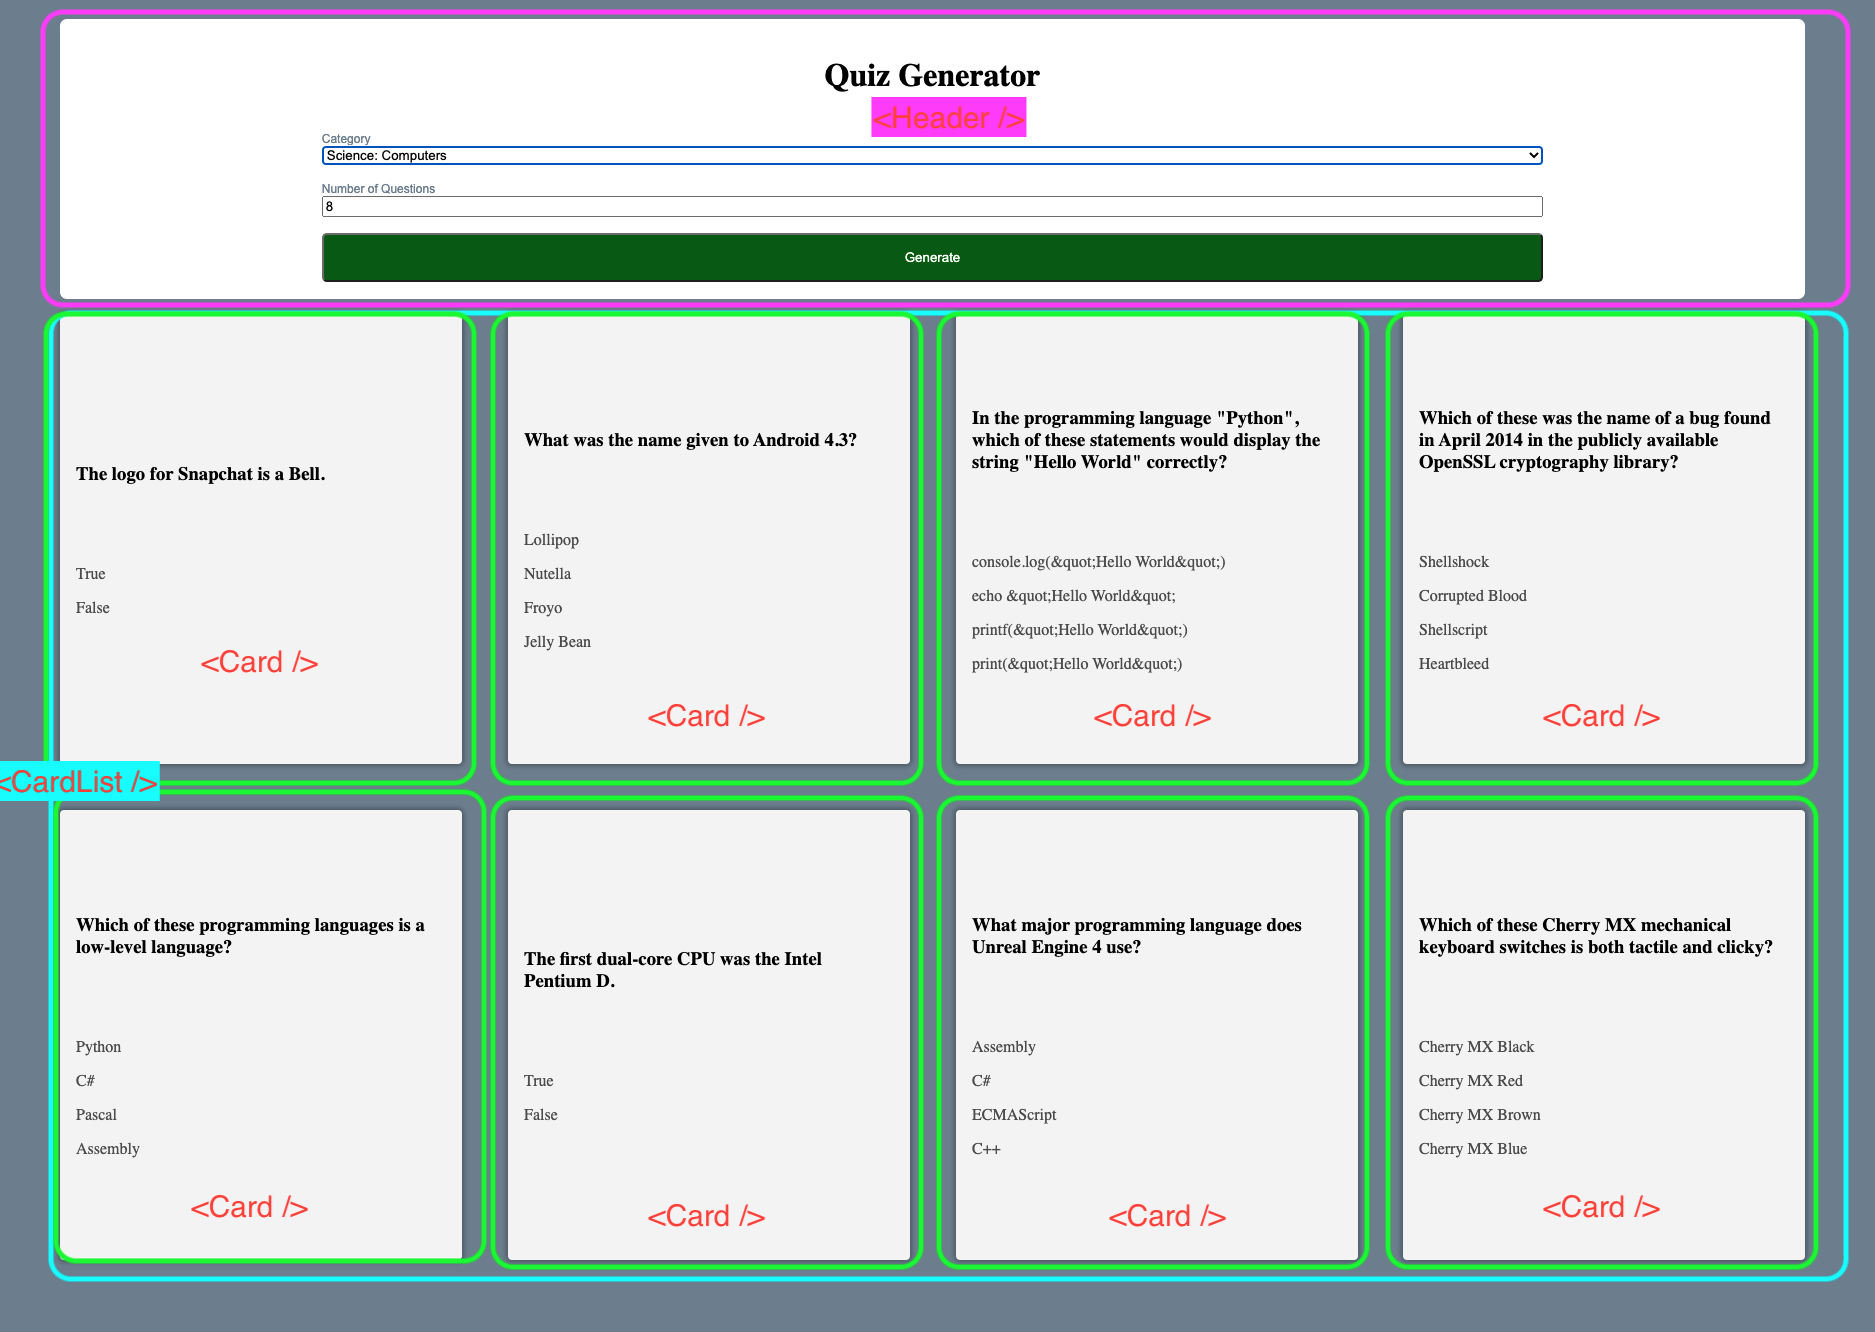 Quiz Generator
<Header />
Category
Science: Computers
Number of Questions
8
Generate
The logo for Snapchat is a Bell.
True
False
<Card />
What was the name given to Android 4.3?
Lollipop
Nutella
Froyo
Jelly Bean
<Card />
In the programming language "Python",
which of these statements would display the
string "Hello World" correctly?
console.log(&quot;Hello World&quot;)
echo &quot;Hello World&quot;
printf(&quot;Hello World&quot;)
print(&quot;Hello World&quot;)
<Card />
Which of these was the name of a bug found
in April 2014 in the publicly available
OpenSSL cryptography library?
Shellshock
Corrupted Blood
Shellscript
Heartbleed
<Card />
<CardList />
Which of these programming languages is a
low-level language?
Python
C#
Pascal
Assembly
<Card />
The first dual-core CPU was the Intel
Pentium D.
True
False
<Card />
What major programming language does
Unreal Engine 4 use?
Assembly
C#
ECMAScript
C++
<Card />
Which of these Cherry MX mechanical
keyboard switches is both tactile and clicky?
Cherry MX Black
Cherry MX Red
Cherry MX Brown
Cherry MX Blue
<Card />